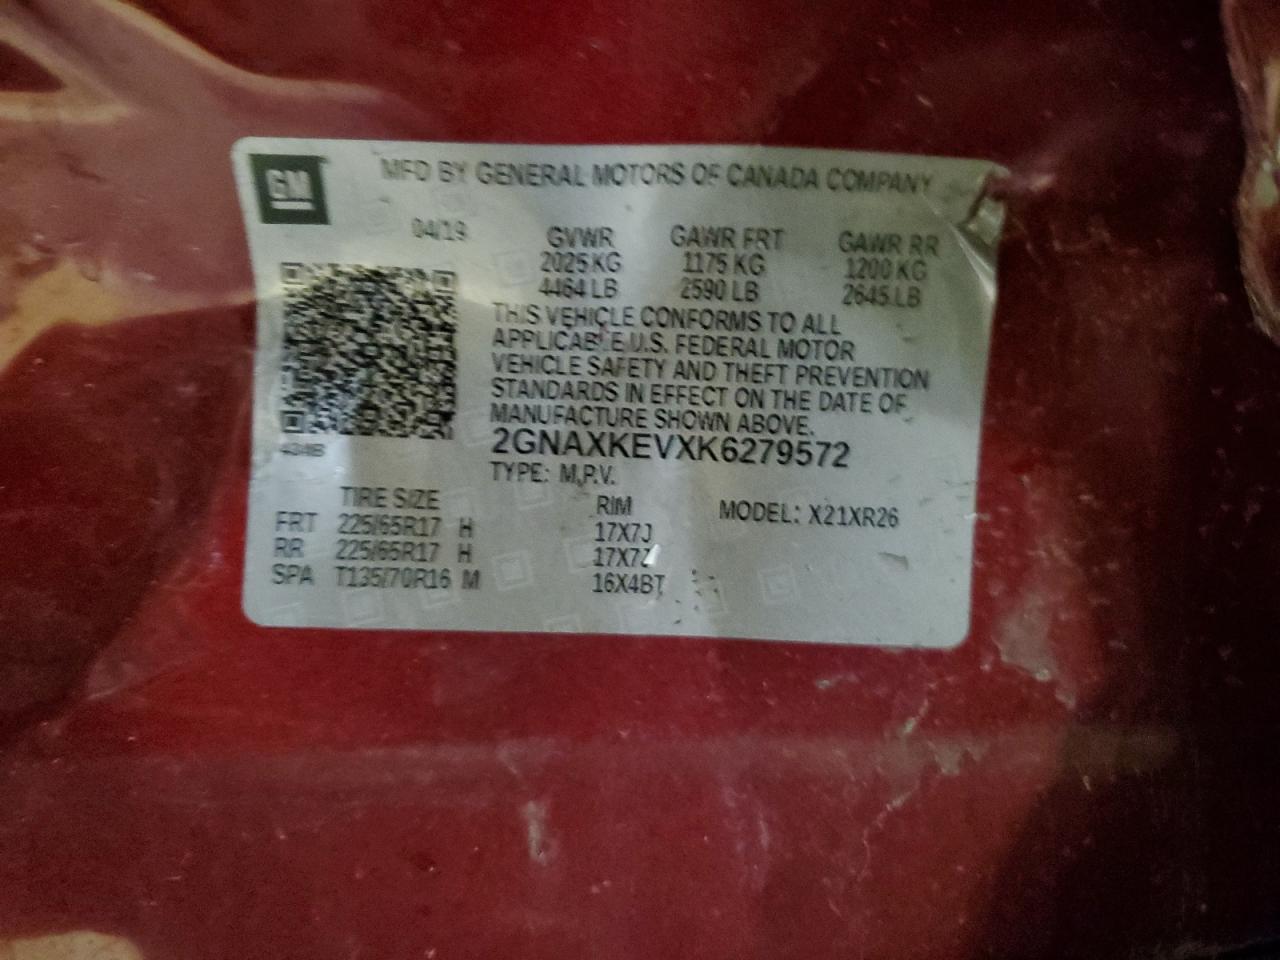 GM
MFD BY GENERAL MOTORS OF CANADA COMPANY
04/19 GVWR GAWR FRT GAWR RR
2025 KG 1175 KG 1200 KG
4464 LB 2590 LB 2645 LB
THIS VEHICLE CONFORMS TO ALL
APPLICABLE U.S. FEDERAL MOTOR
VEHICLE SAFETY AND THEFT PREVENTION
STANDARDS IN EFFECT ON THE DATE OF
MANUFACTURE SHOWN ABOVE.
2GNAXKEVXK6279572
TYPE: M.P.V.
TIRE SIZE RIM MODEL: X21XR26
FRT 225/65R17 H 17X7J
RR 225/65R17 H 17X7J
SPA T135/70R16 M 16X4BT